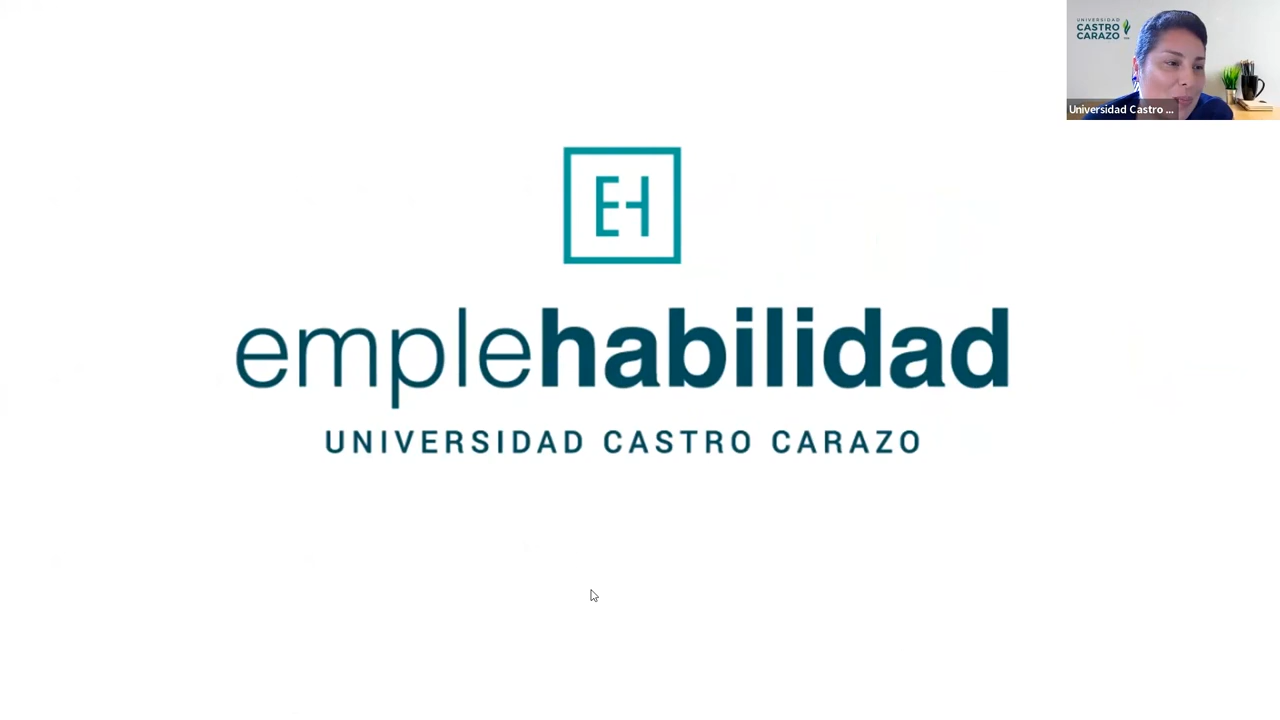 UNIVERSIDAD
CASTRO
CARAZO
Universidad Castro ...
EH
emplehabilidad
UNIVERSIDAD CASTRO CARAZO